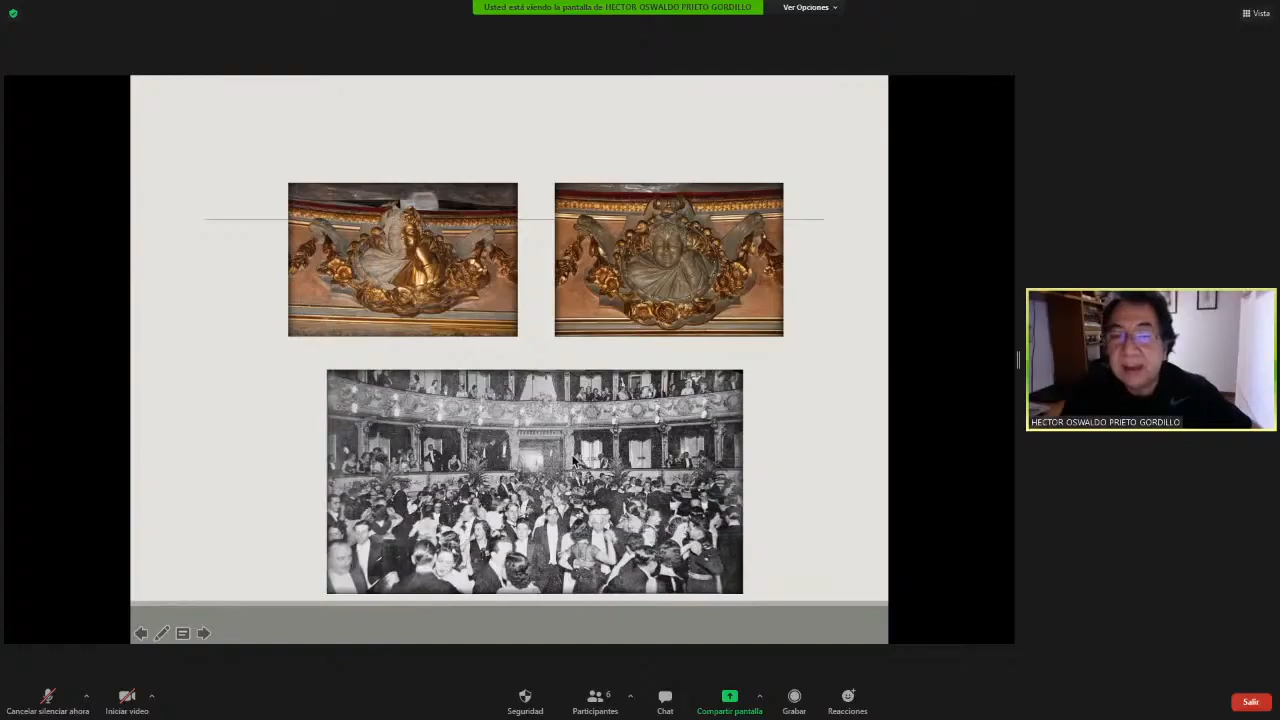 Usted está viendo la pantalla de HECTOR OSWALDO PRIETO GORDILLO
Ver Opciones
Vista
HECTOR OSWALDO PRIETO GORDILLO
Cancelar silenciar ahora
Iniciar video
Seguridad
6
Participantes
Chat
Compartir pantalla
Grabar
Reacciones
Salir